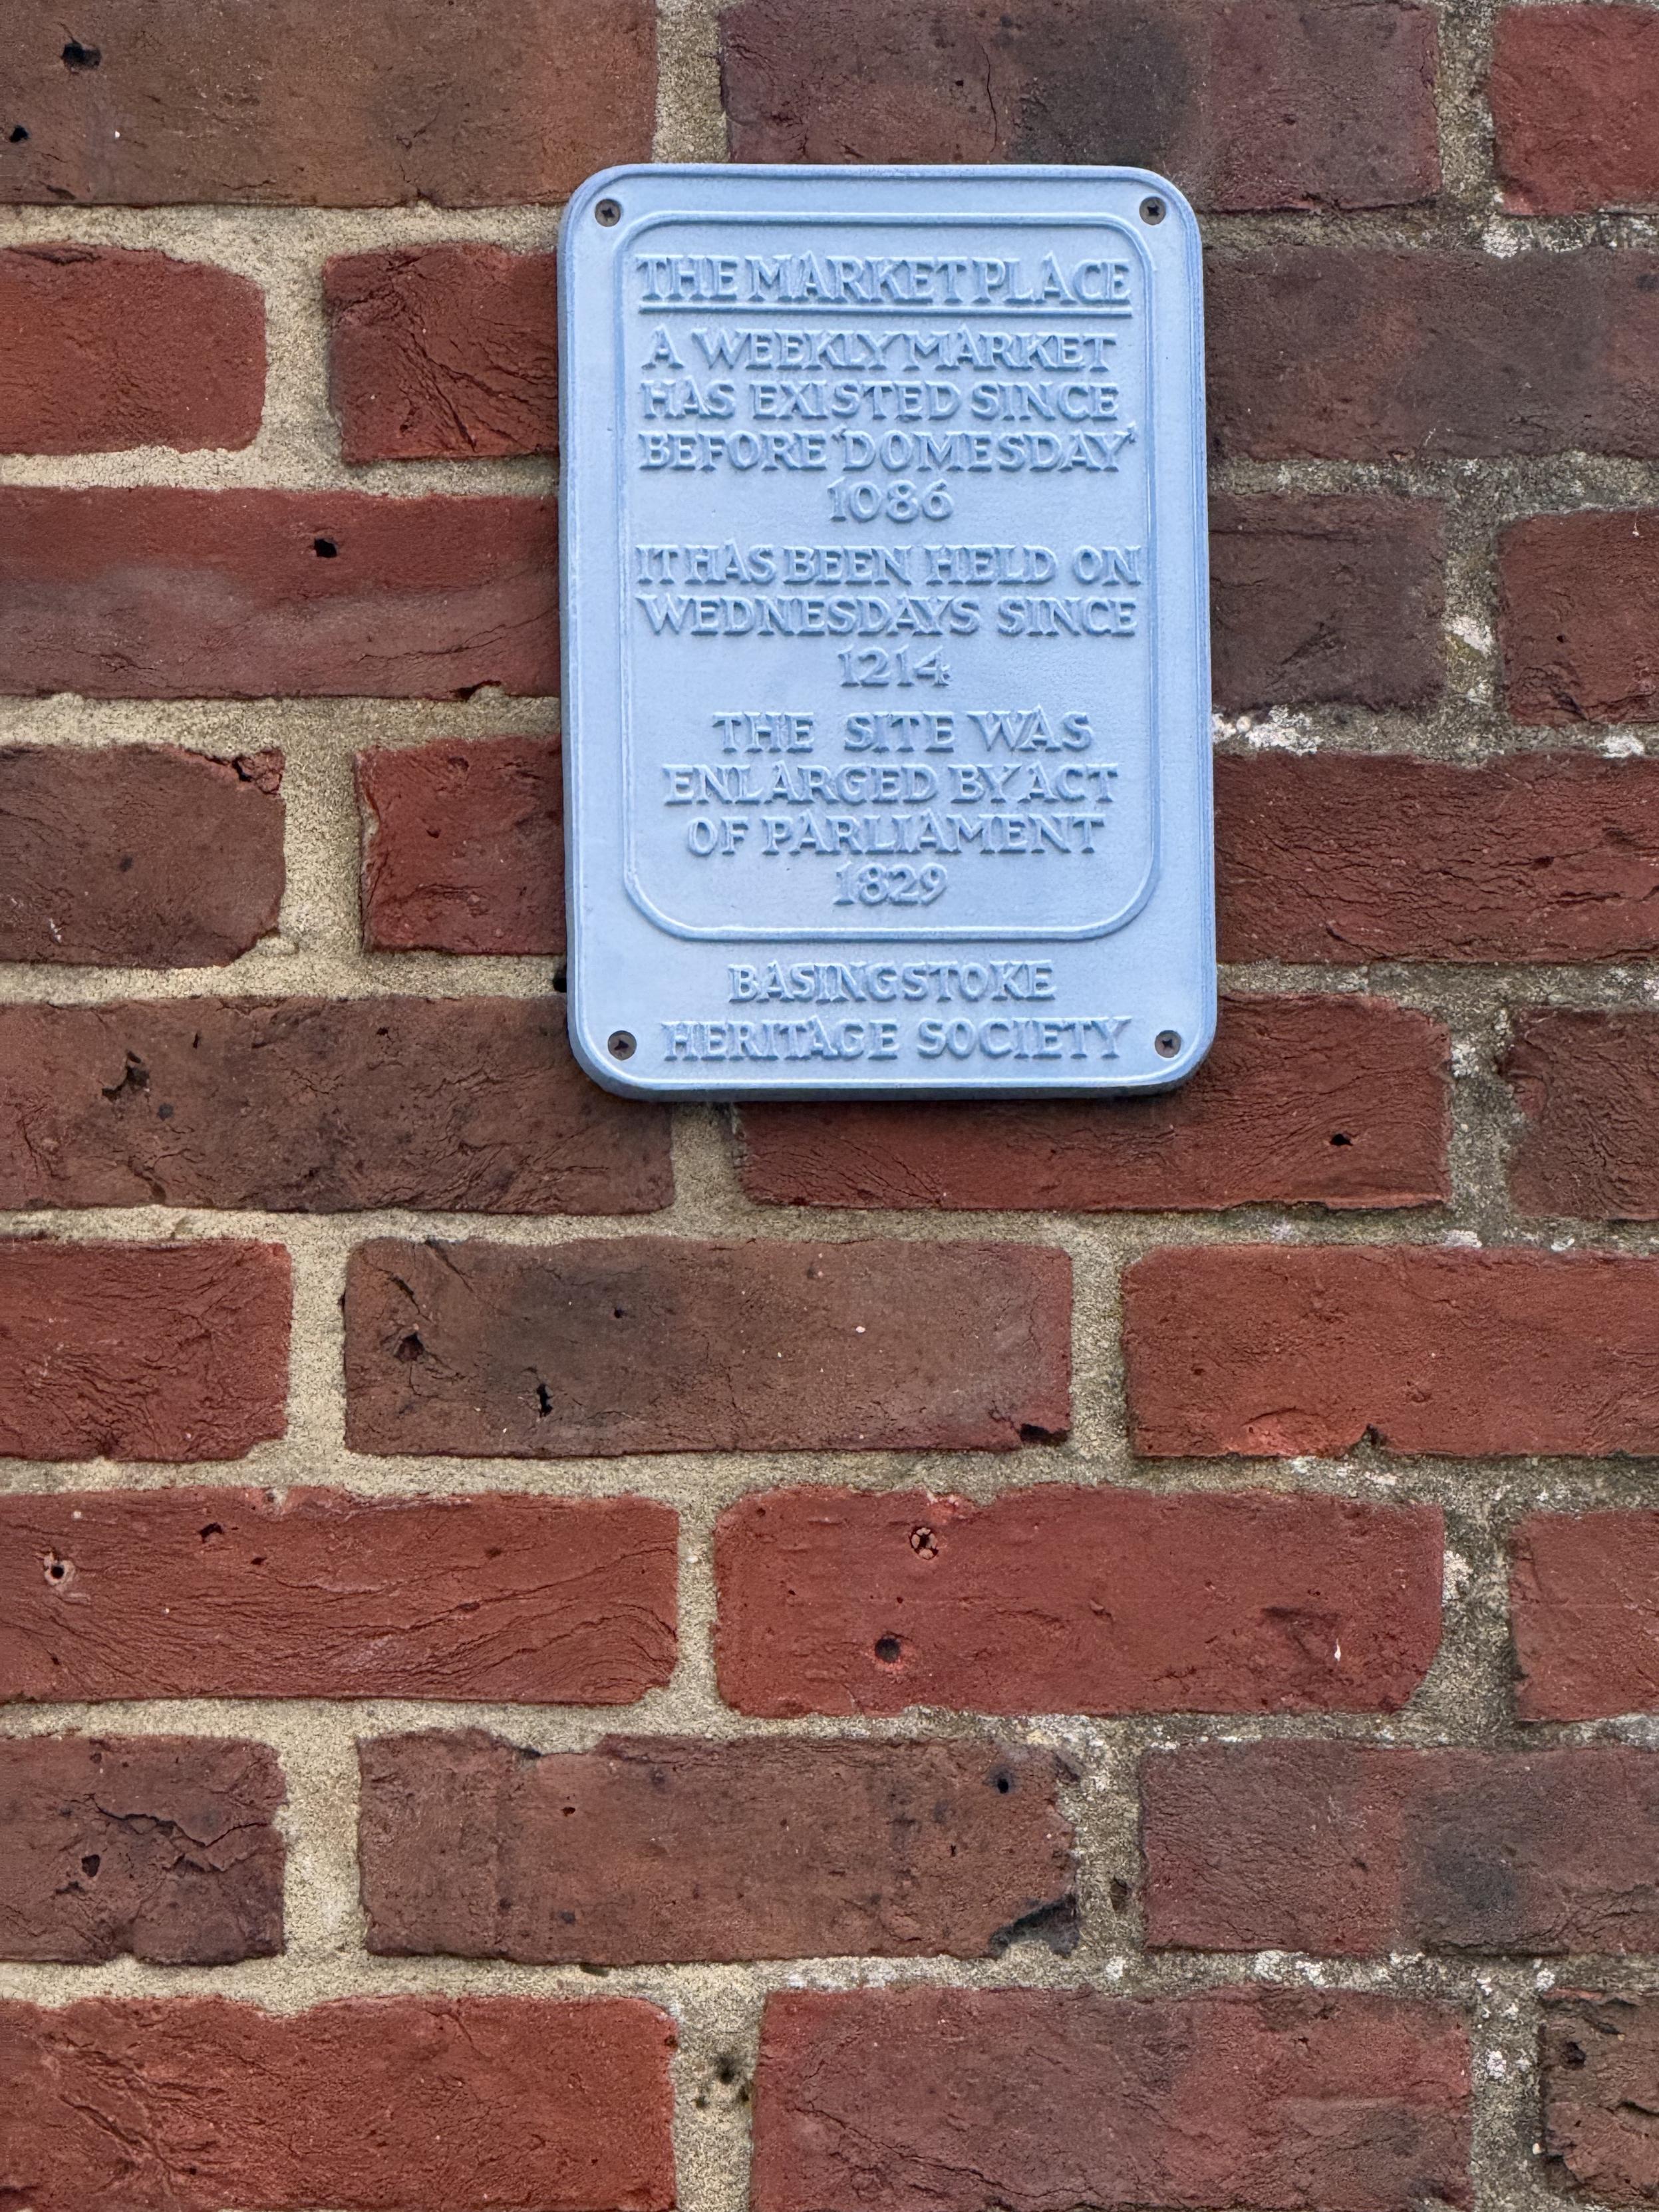 THE MARKET PLACE
A WEEKLY MARKET
HAS EXISTED SINCE
BEFORE 'DOMESDAY'
1086
IT HAS BEEN HELD ON
WEDNESDAYS SINCE
1214
THE SITE WAS
ENLARGED BY ACT
OF PARLIAMENT
1829
BASINGSTOKE
HERITAGE SOCIETY